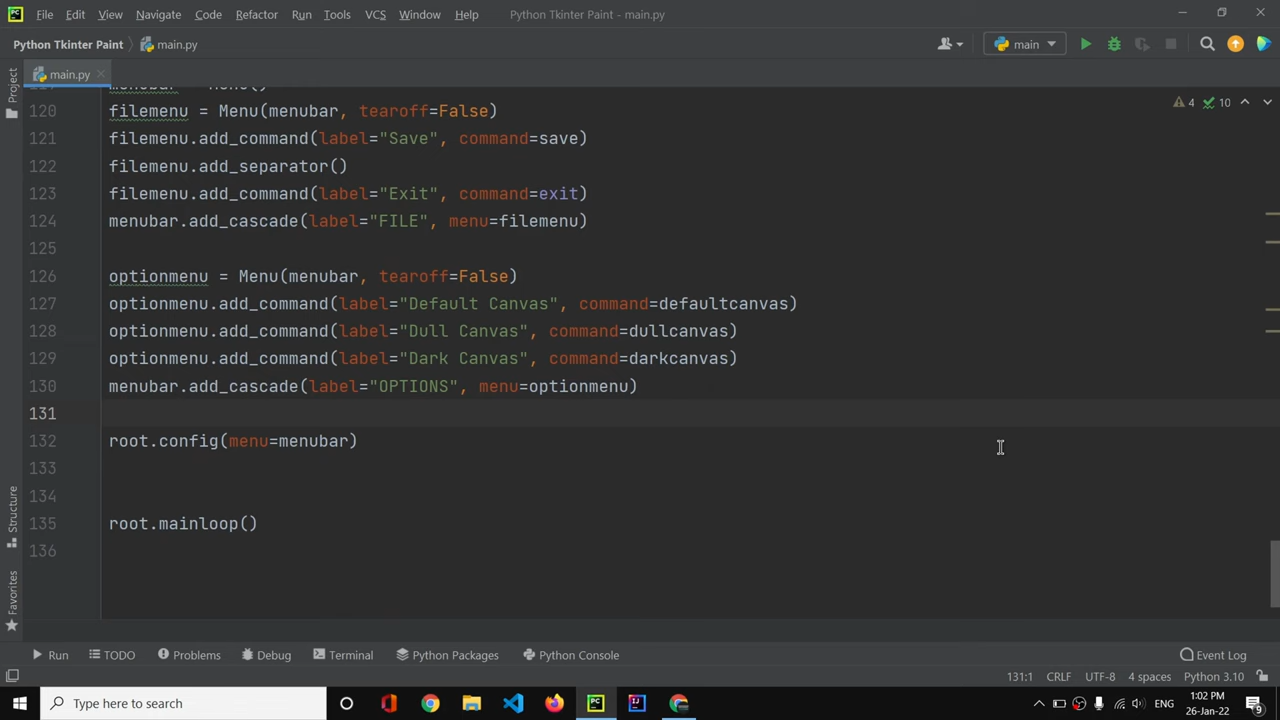 File Edit View Navigate Code Refactor Run Tools VCS Window Help Python Tkinter Paint - main.py
Python Tkinter Paint main.py main
main.py
Project
4 10
120 filemenu = Menu(menubar, tearoff=False)
121 filemenu.add_command(label="Save", command=save)
122 filemenu.add_separator()
123 filemenu.add_command(label="Exit", command=exit)
124 menubar.add_cascade(label="FILE", menu=filemenu)
125
126 optionmenu = Menu(menubar, tearoff=False)
127 optionmenu.add_command(label="Default Canvas", command=defaultcanvas)
128 optionmenu.add_command(label="Dull Canvas", command=dullcanvas)
129 optionmenu.add_command(label="Dark Canvas", command=darkcanvas)
130 menubar.add_cascade(label="OPTIONS", menu=optionmenu)
131
132 root.config(menu=menubar)
133
134
135 root.mainloop()
136
Structure
Favorites
Run TODO Problems Debug Terminal Python Packages Python Console Event Log
131:1 CRLF UTF-8 4 spaces Python 3.10
Type here to search
ENG
1:02 PM
26-Jan-22
9